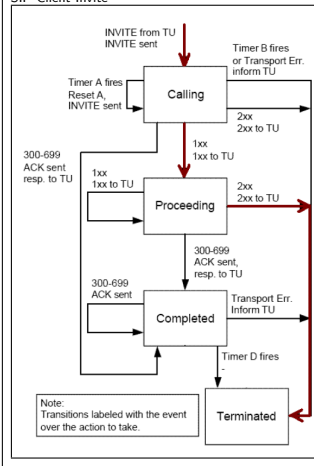 SIP Client Invite
INVITE from TU
INVITE sent
Timer B fires
or Transport Err.
inform TU
Timer A fires
Reset A,
INVITE sent
Calling
2xx
2xx to TU
300-699
ACK sent
resp. to TU
1xx
1xx to TU
1xx
1xx to TU
2xx
2xx to TU
Proceeding
300-699
ACK sent,
resp. to TU
300-699
ACK sent
Transport Err.
Inform TU
Completed
Timer D fires
-
Note:
Transitions labeled with the event
over the action to take.
Terminated